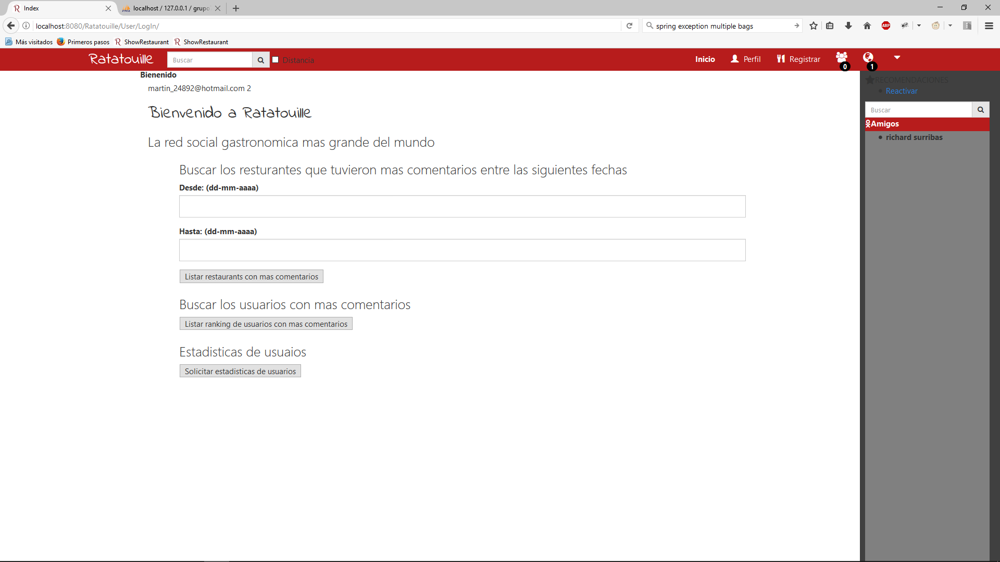 Index
localhost / 127.0.0.1 / grupo
localhost:8080/Ratatouille/User/LogIn/
spring exception multiple bags
ABP
Más visitados
Primeros pasos
ShowRestaurant
ShowRestaurant
Ratatouille
Buscar
Distancia
Inicio
Perfil
Registrar
0
1
Bienenido
martin_24892@hotmail.com 2
Bienvenido a Ratatouille
La red social gastronomica mas grande del mundo
Buscar los resturantes que tuvieron mas comentarios entre las siguientes fechas
Desde: (dd-mm-aaaa)
Hasta: (dd-mm-aaaa)
Listar restaurants con mas comentarios
Buscar los usuarios con mas comentarios
Listar ranking de usuarios con mas comentarios
Estadisticas de usuaios
Solicitar estadisticas de usuarios
RECOMENDACIONES
Reactivar
Buscar
Amigos
richard surribas